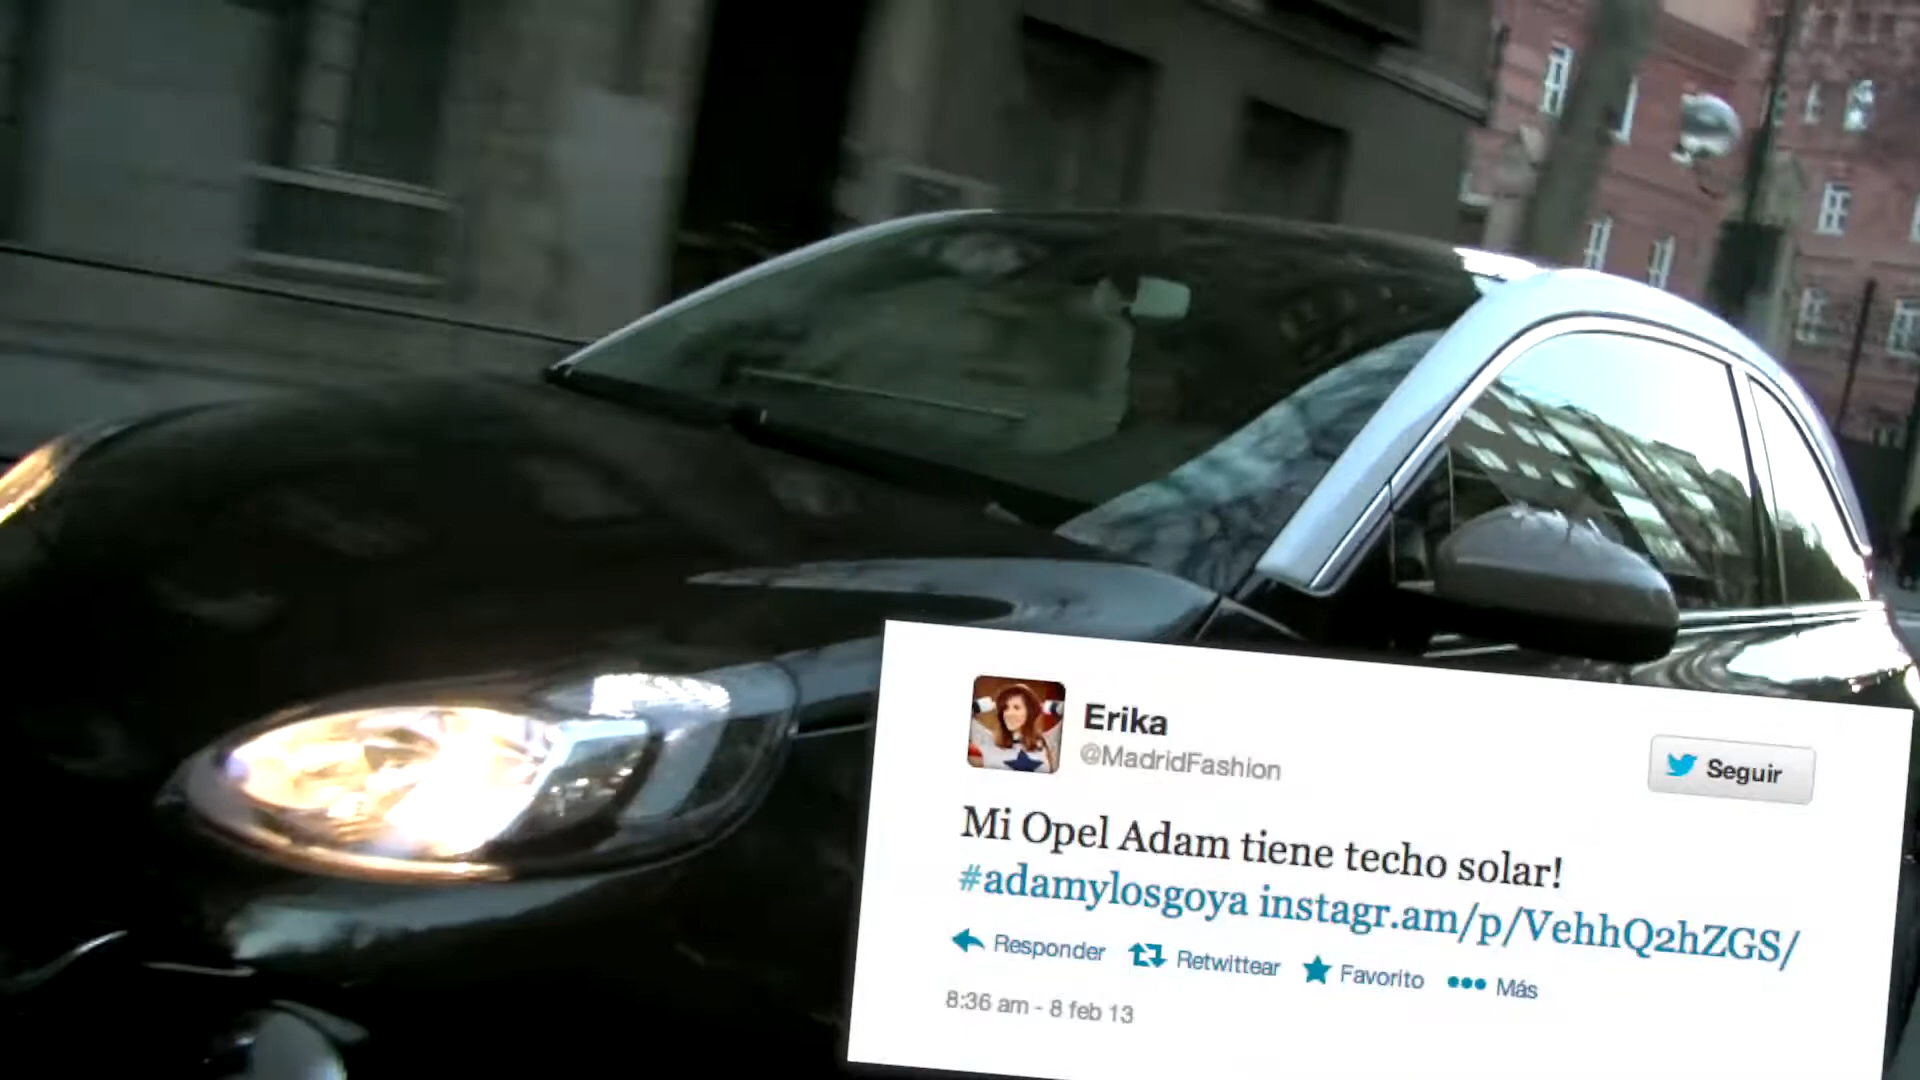 Erika
@MadridFashion
Seguir
Mi Opel Adam tiene techo solar!
#adamylosgoya instagr.am/p/VehhQ2hZGS/
Responder Retwittear Favorito Más
8:36 am - 8 feb 13